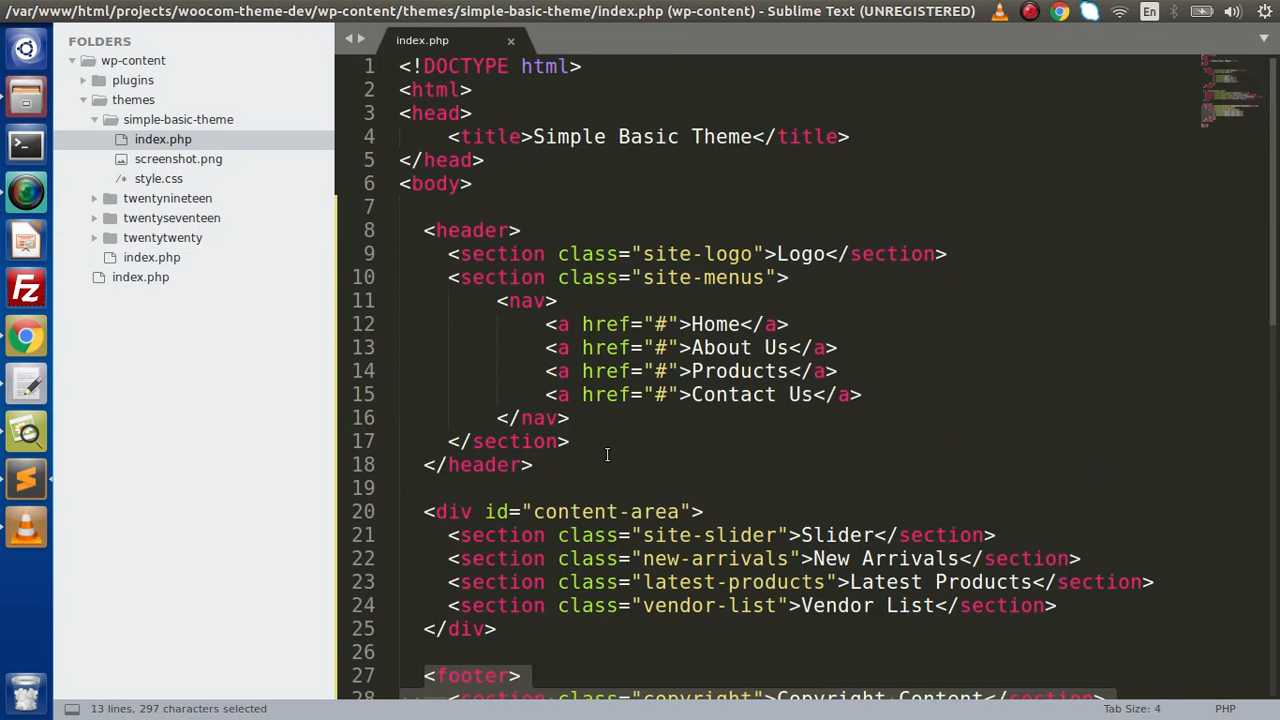 /var/www/html/projects/woocom-theme-dev/wp-content/themes/simple-basic-theme/index.php (wp-content) - Sublime Text (UNREGISTERED)
En
FOLDERS
wp-content
plugins
themes
simple-basic-theme
index.php
screenshot.png
/* style.css
twentynineteen
twentyseventeen
twentytwenty
index.php
index.php
index.php ×
1 <!DOCTYPE html>
2 <html>
3 <head>
4 <title>Simple Basic Theme</title>
5 </head>
6 <body>
7
8 <header>
9 <section class="site-logo">Logo</section>
10 <section class="site-menus">
11 <nav>
12 <a href="#">Home</a>
13 <a href="#">About Us</a>
14 <a href="#">Products</a>
15 <a href="#">Contact Us</a>
16 </nav>
17 </section>
18 </header>
19
20 <div id="content-area">
21 <section class="site-slider">Slider</section>
22 <section class="new-arrivals">New Arrivals</section>
23 <section class="latest-products">Latest Products</section>
24 <section class="vendor-list">Vendor List</section>
25 </div>
26
27 <footer>
28 <section class="copyright">Copyright Content</section>
13 lines, 297 characters selected
Tab Size: 4
PHP